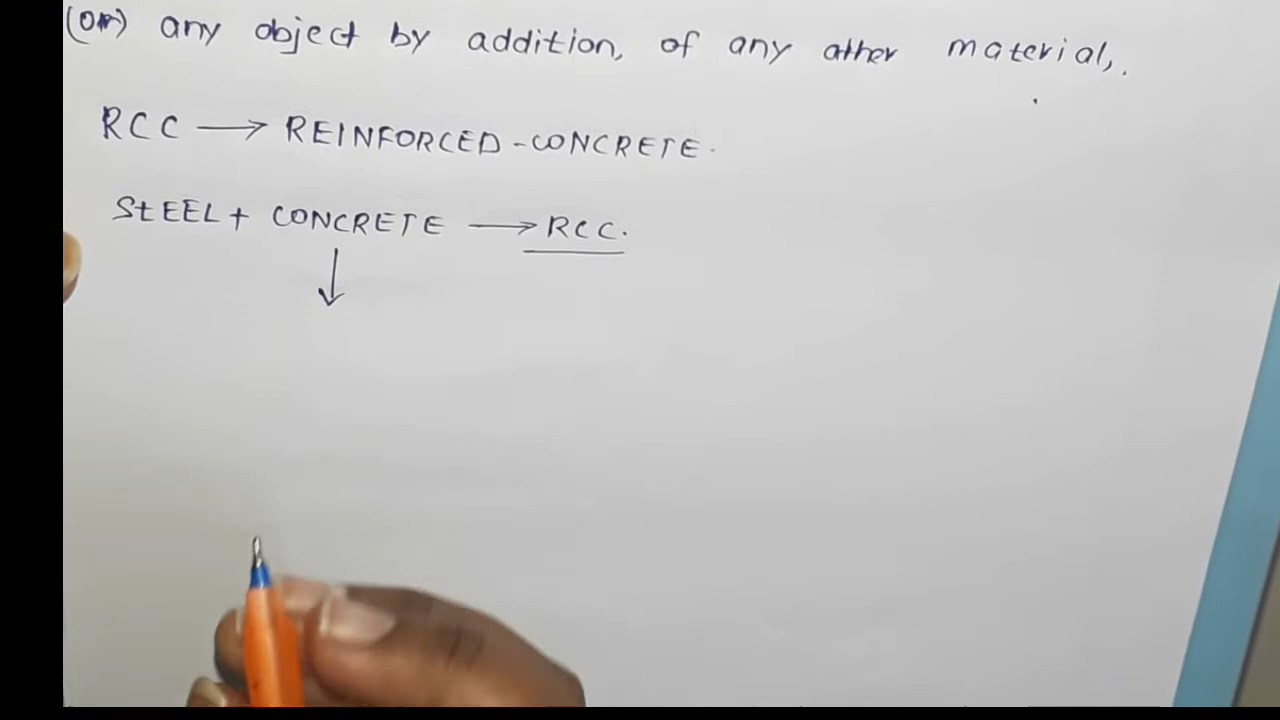 (or) any object by addition, of any other material,.
RCC → REINFORCED-CONCRETE.
STEEL + CONCRETE → RCC.
↓